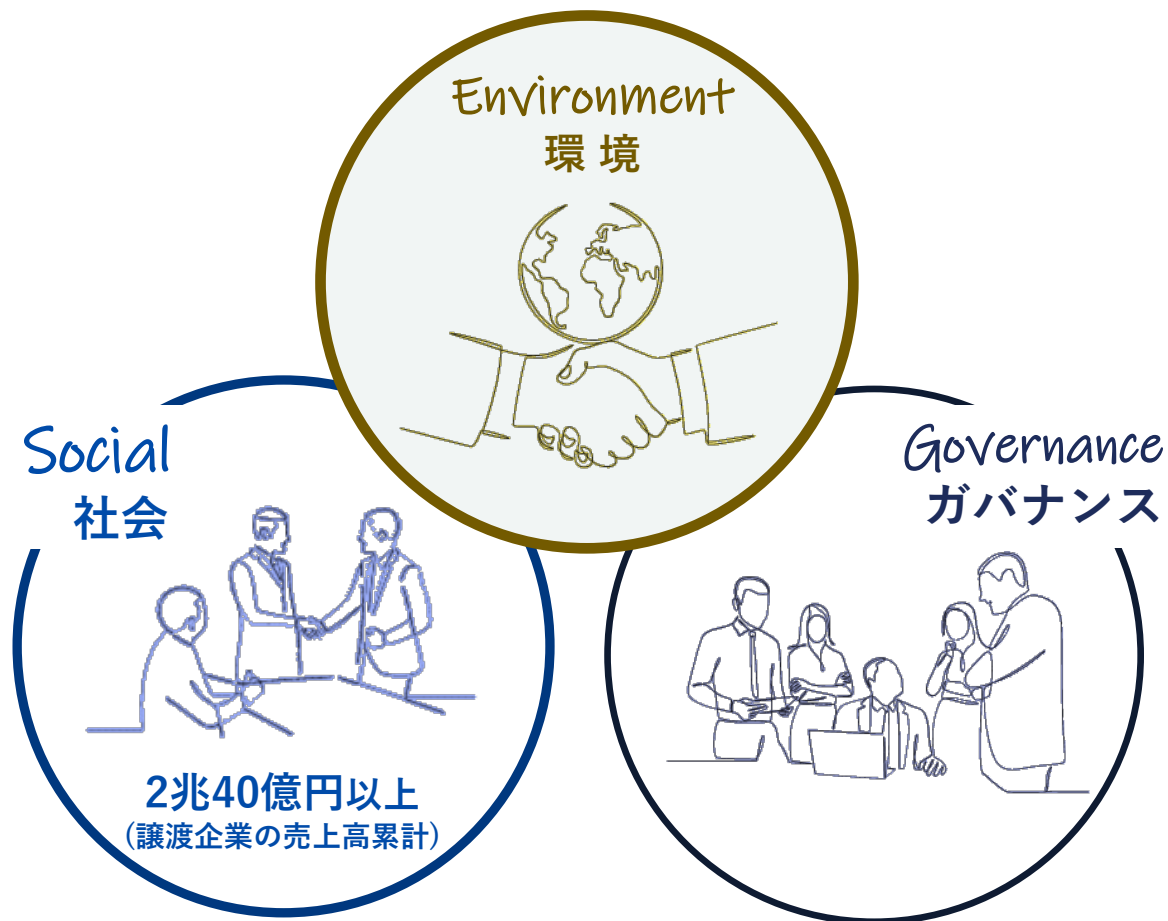 Environment
環境
Social
社会
2兆40億円以上
(譲渡企業の売上高累計)
Governance
ガバナンス